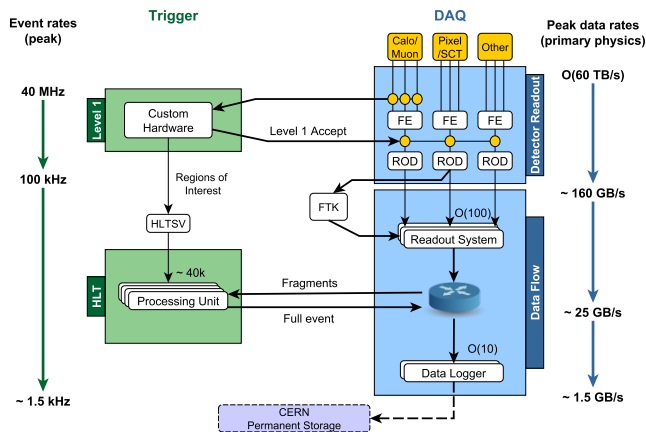 Event rates
(peak)
Trigger
DAQ
Peak data rates
(primary physics)
Calo/
Muon
Pixel
/SCT
Other
O(60 TB/s)
40 MHz
Level 1
Custom
Hardware
Level 1 Accept
FE
FE
FE
ROD
ROD
ROD
Detector Readout
100 kHz
Regions of
Interest
~ 160 GB/s
FTK
HLTSV
O(100)
Readout System
~ 40k
HLT
Processing Unit
Fragments
Full event
Data Flow
~ 25 GB/s
O(10)
Data Logger
~ 1.5 kHz
~ 1.5 GB/s
CERN
Permanent Storage